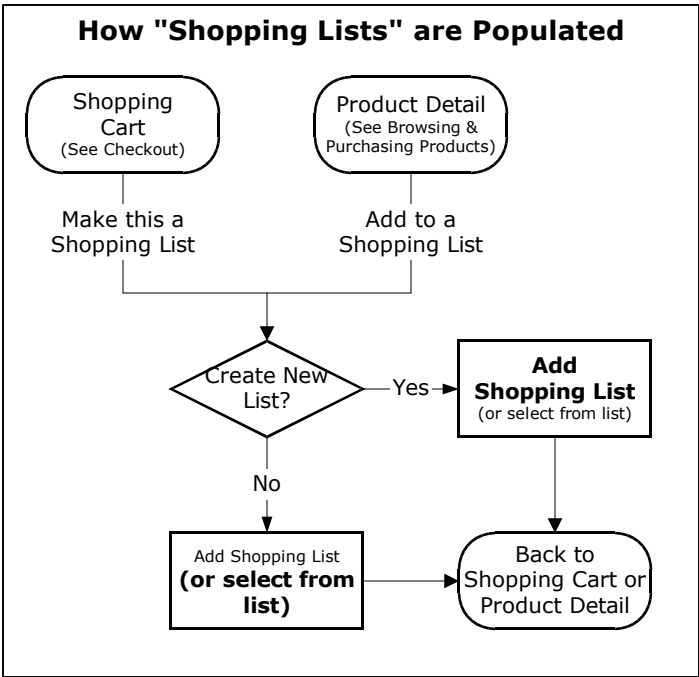 How "Shopping Lists" are Populated
Shopping
Cart
(See Checkout)
Product Detail
(See Browsing &
Purchasing Products)
Make this a
Shopping List
Add to a
Shopping List
Create New
List?
Yes
Add
Shopping List
(or select from list)
No
Add Shopping List
(or select from
list)
Back to
Shopping Cart or
Product Detail